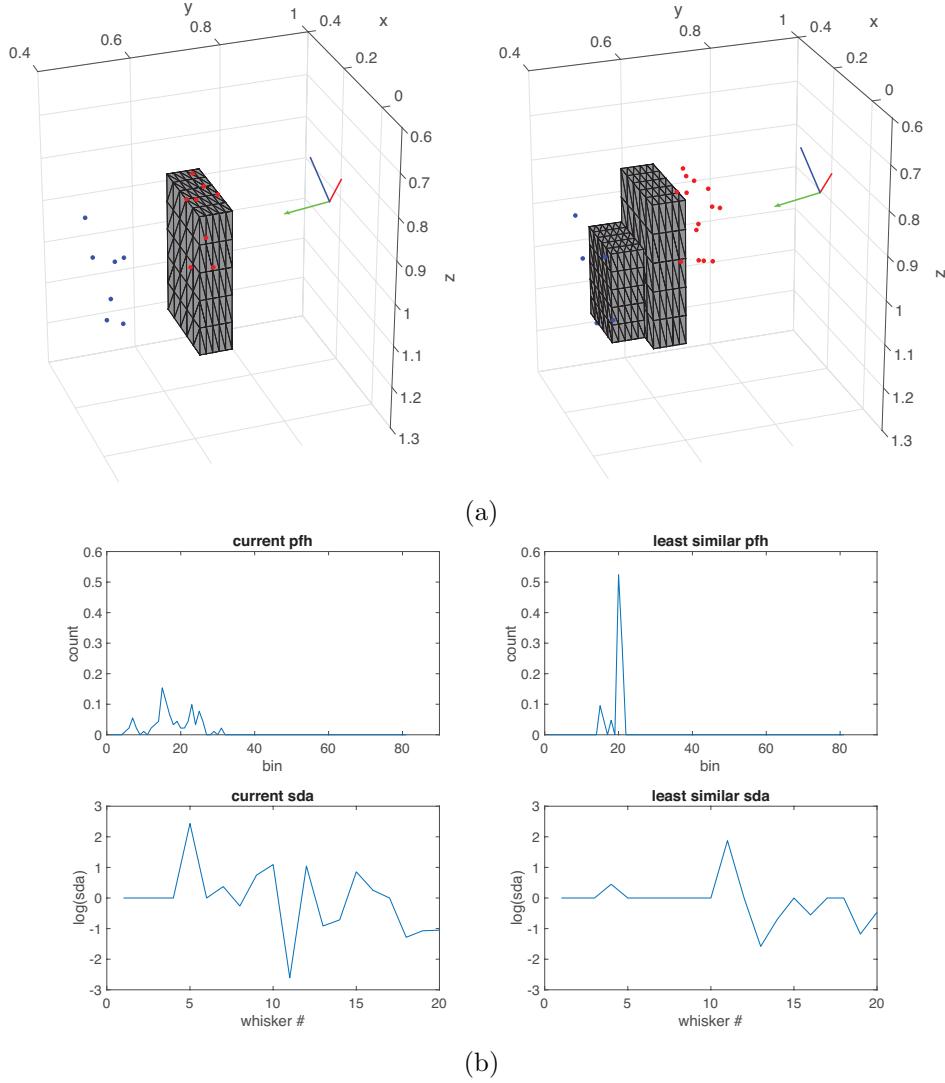 y
x
0.4
0.6
0.8
1
0.4
0.2
0
0.6
0.7
0.8
0.9
1
1.1
1.2
1.3
z
y
x
0.4
0.6
0.8
1
0.4
0.2
0
0.6
0.7
0.8
0.9
1
1.1
1.2
1.3
z
(a)
current pfh
0.6
0.5
0.4
0.3
0.2
0.1
0
count
0 20 40 60 80
bin
least similar pfh
0.6
0.5
0.4
0.3
0.2
0.1
0
count
0 20 40 60 80
bin
current sda
3
2
1
0
-1
-2
-3
log(sda)
0 5 10 15 20
whisker #
least similar sda
3
2
1
0
-1
-2
-3
log(sda)
0 5 10 15 20
whisker #
(b)